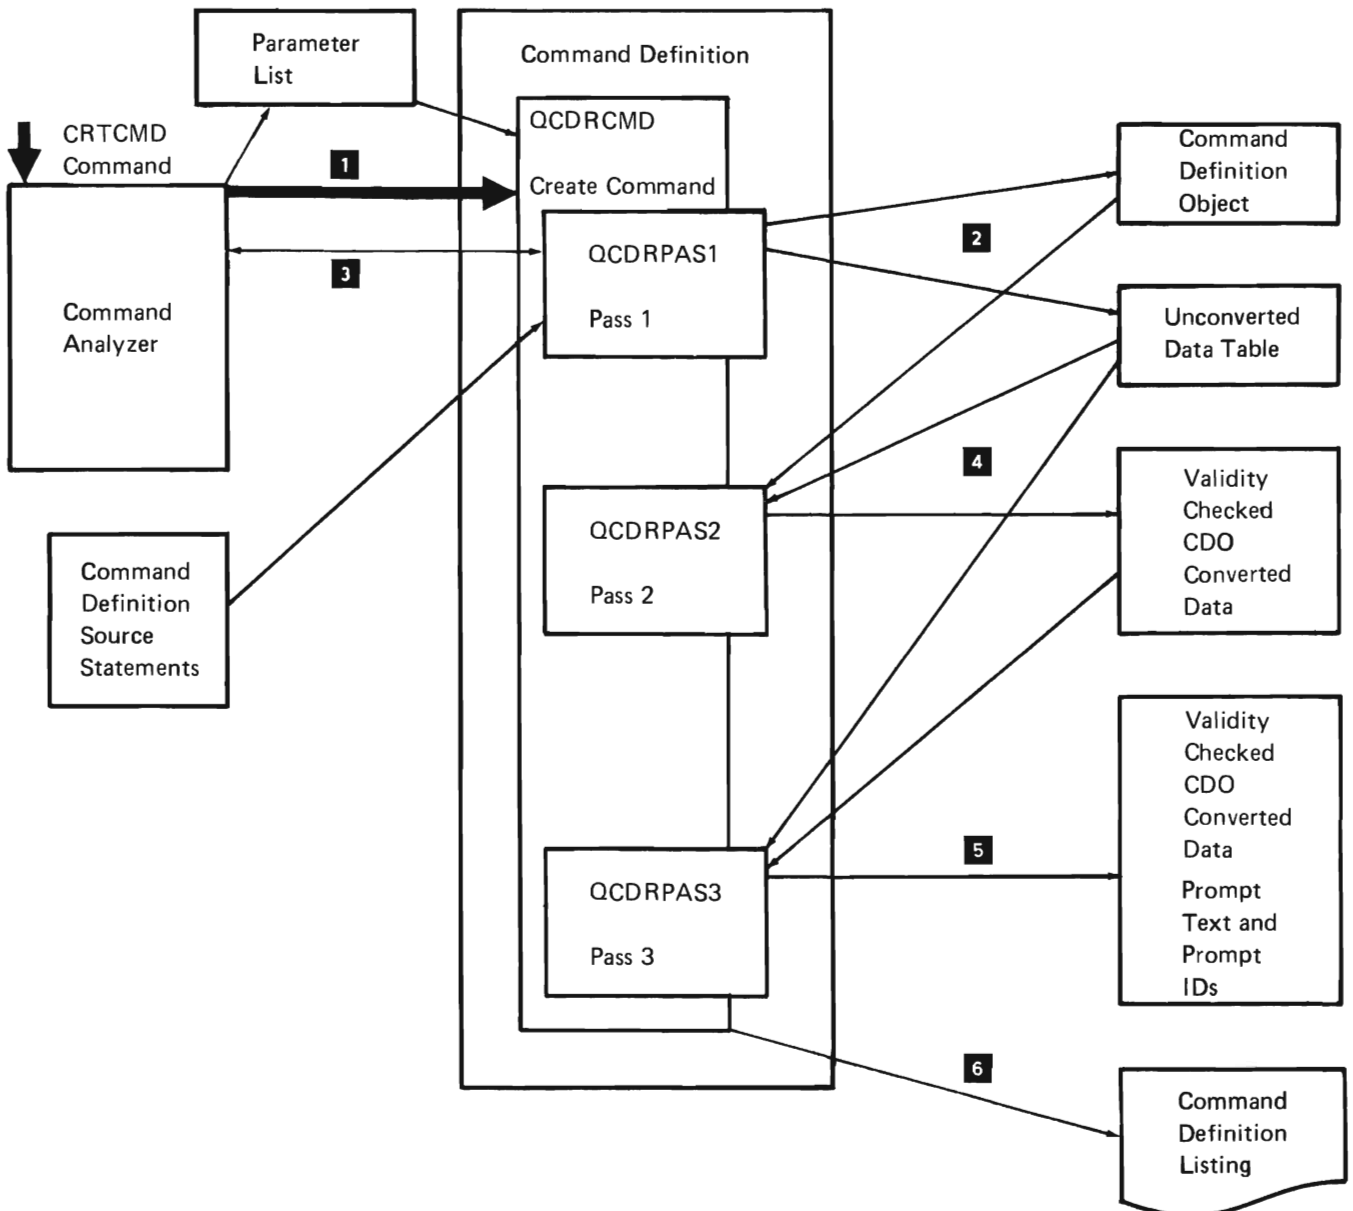 Parameter
List
Command Definition
CRTCMD
Command
1
QCDRCMD
Create Command
Command
Definition
Object
2
QCDRPAS1
Pass 1
3
Command
Analyzer
Unconverted
Data Table
4
Validity
Checked
CDO
Converted
Data
QCDRPAS2
Pass 2
Command
Definition
Source
Statements
Validity
Checked
CDO
Converted
Data
Prompt
Text and
Prompt
IDs
5
QCDRPAS3
Pass 3
6
Command
Definition
Listing